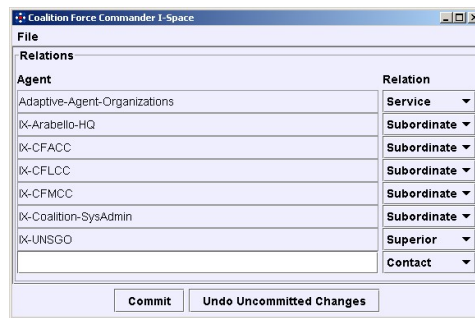 Coalition Force Commander I-Space
File
Relations
Agent Relation
Adaptive-Agent-Organizations Service
IX-Arabello-HQ Subordinate
IX-CFACC Subordinate
IX-CFLCC Subordinate
IX-CFMCC Subordinate
IX-Coalition-SysAdmin Subordinate
IX-UNSGO Superior
Contact
Commit Undo Uncommitted Changes